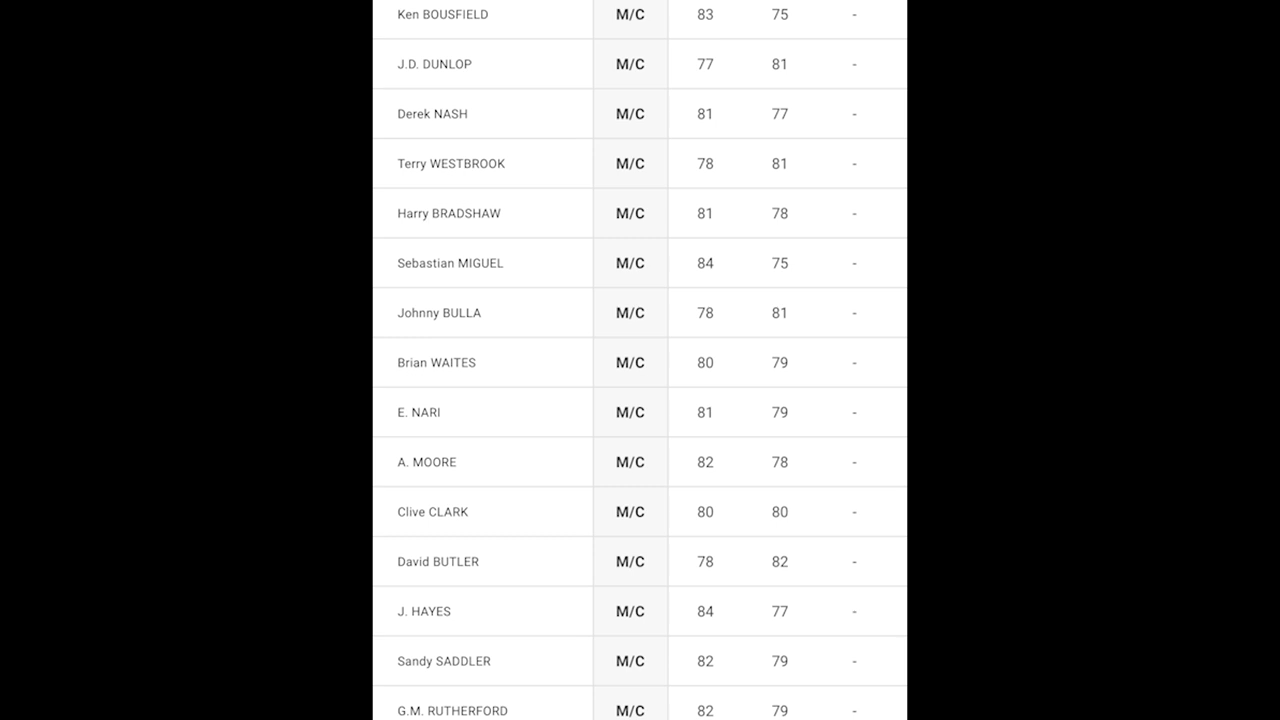 Ken BOUSFIELD M/C 83 75 -
J.D. DUNLOP M/C 77 81 -
Derek NASH M/C 81 77 -
Terry WESTBROOK M/C 78 81 -
Harry BRADSHAW M/C 81 78 -
Sebastian MIGUEL M/C 84 75 -
Johnny BULLA M/C 78 81 -
Brian WAITES M/C 80 79 -
E. NARI M/C 81 79 -
A. MOORE M/C 82 78 -
Clive CLARK M/C 80 80 -
David BUTLER M/C 78 82 -
J. HAYES M/C 84 77 -
Sandy SADDLER M/C 82 79 -
G.M. RUTHERFORD M/C 82 79 -